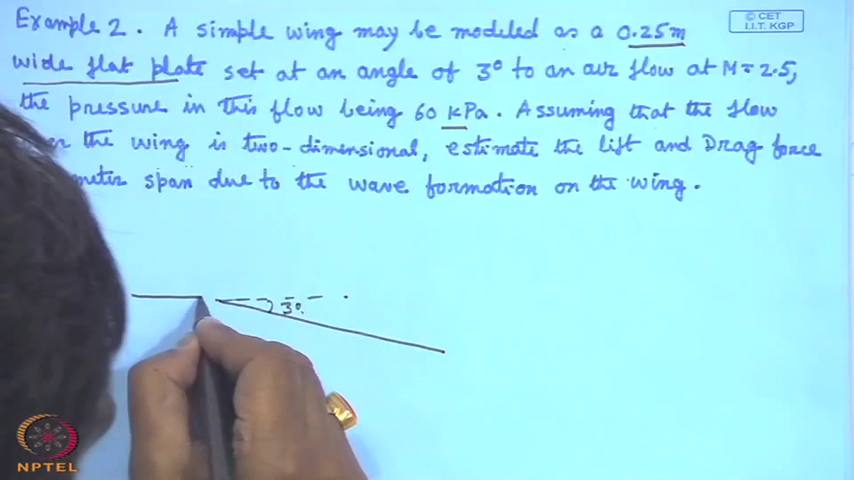 Example 2. A simple wing may be modeled as a 0.25m
wide flat plate set at an angle of 3° to an air flow at M=2.5,
the pressure in this flow being 60 kPa. Assuming that the flow
the wing is two-dimensional, estimate the lift and Drag force
span due to the wave formation on the wing.
3°.
© CET
I.I.T. KGP
NPTEL